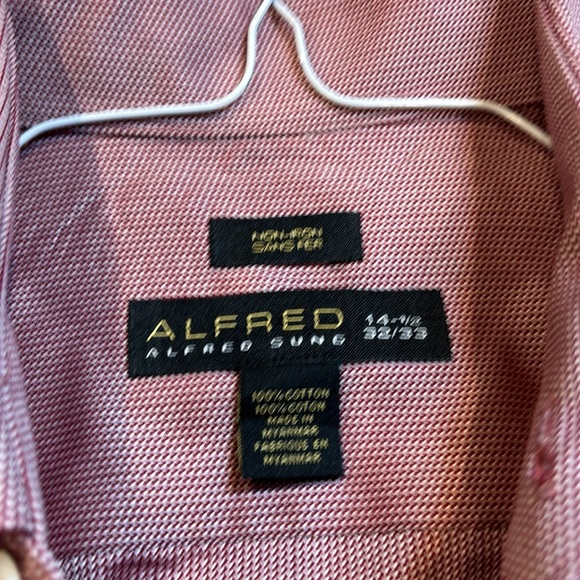 NON-IRON
SANS FER
ALFRED
ALFRED SUNG
14-1/2
32/33
100% COTTON
100% COTON
MADE IN
MYANMAR
FABRIQUE EN
MYANMAR